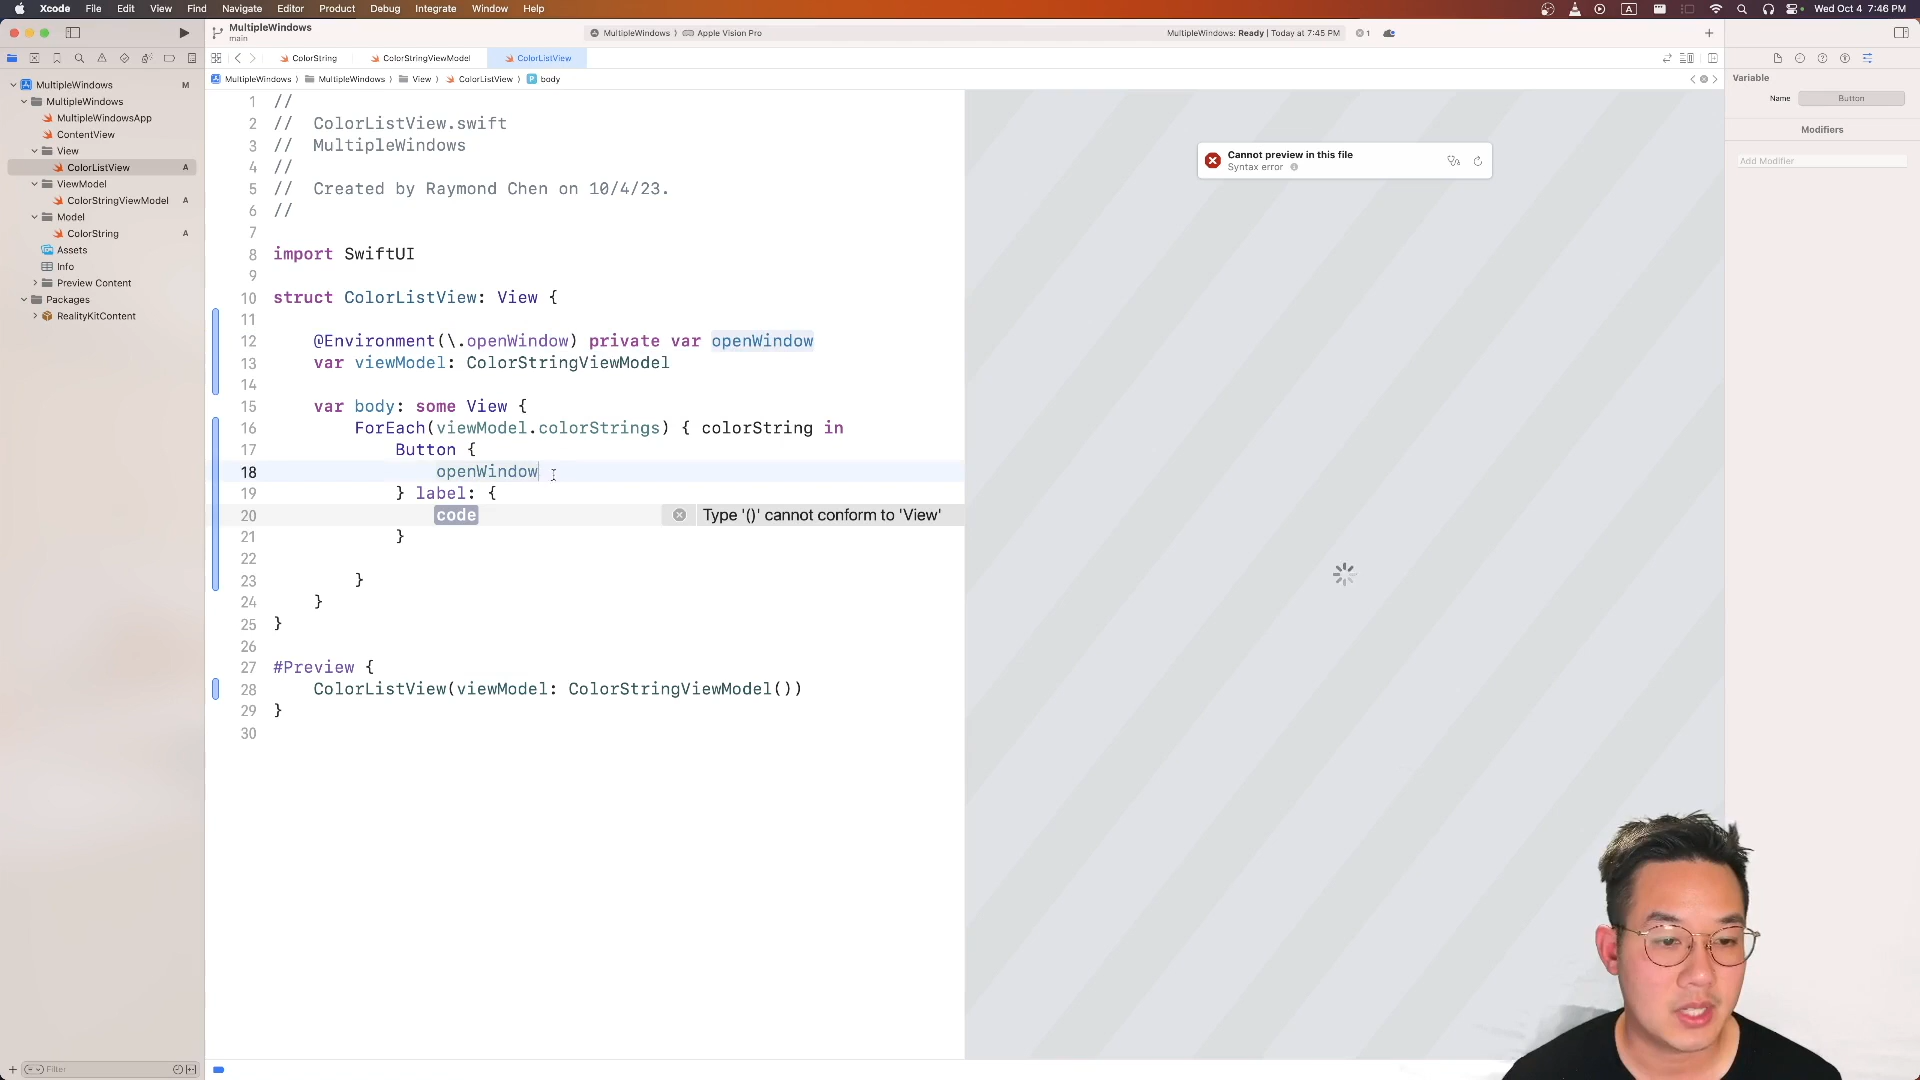 Xcode File Edit View Find Navigate Editor Product Debug Integrate Window Help
A Wed Oct 4 7:46 PM
MultipleWindows
main
MultipleWindows 〉 Apple Vision Pro
MultipleWindows: Ready | Today at 7:45 PM
1
ColorString ColorStringViewModel ColorListView
MultipleWindows 〉 MultipleWindows 〉 View 〉 ColorListView 〉 P body
MultipleWindows M
MultipleWindows
MultipleWindowsApp
ContentView
View
ColorListView A
ViewModel
ColorStringViewModel A
Model
ColorString A
Assets
Info
Preview Content
Packages
RealityKitContent
Filter
1 //
2 //  ColorListView.swift
3 //  MultipleWindows
4 //
5 //  Created by Raymond Chen on 10/4/23.
6 //
7
8 import SwiftUI
9
10 struct ColorListView: View {
11
12 @Environment(\.openWindow) private var openWindow
13 var viewModel: ColorStringViewModel
14
15 var body: some View {
16 ForEach(viewModel.colorStrings) { colorString in
17 Button {
18 openWindow
19 } label: {
20 code Type '()' cannot conform to 'View'
21 }
22
23 }
24 }
25 }
26
27 #Preview {
28 ColorListView(viewModel: ColorStringViewModel())
29 }
30
Cannot preview in this file
Syntax error
Variable
Name Button
Modifiers
Add Modifier